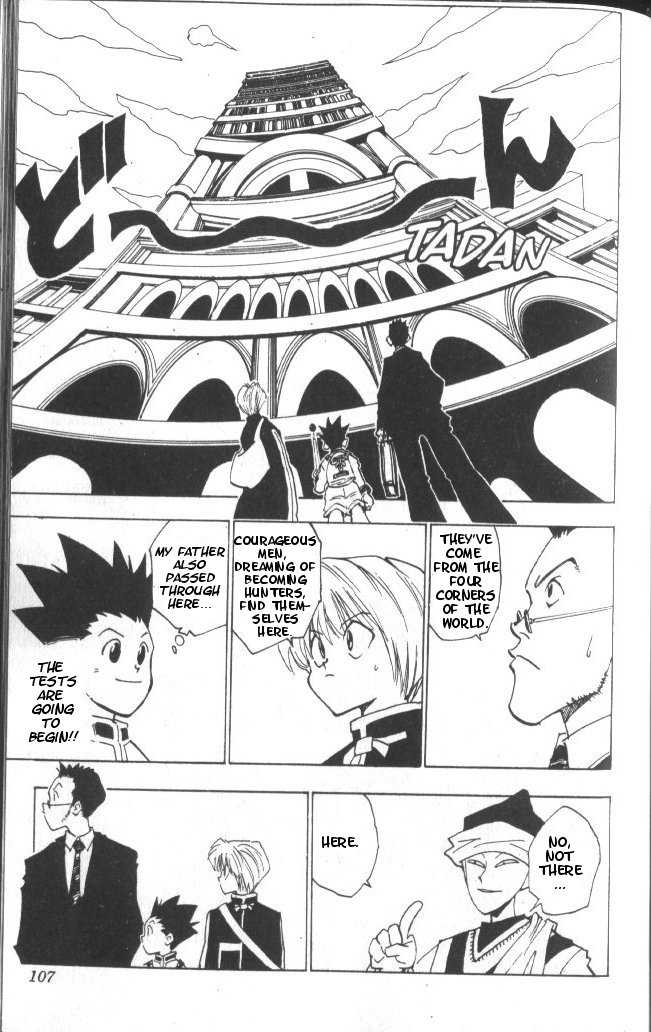 どーん
TADAN
THEY'VE
COME
FROM THE
FOUR
CORNERS
OF THE
WORLD.
COURAGEOUS
MEN,
DREAMING OF
BECOMING
HUNTERS,
FIND THEM-
SELVES
HERE.
MY FATHER
ALSO
PASSED
THROUGH
HERE...
THE
TESTS
ARE
GOING
TO
BEGIN!!
NO,
NOT
THERE
...
HERE.
107